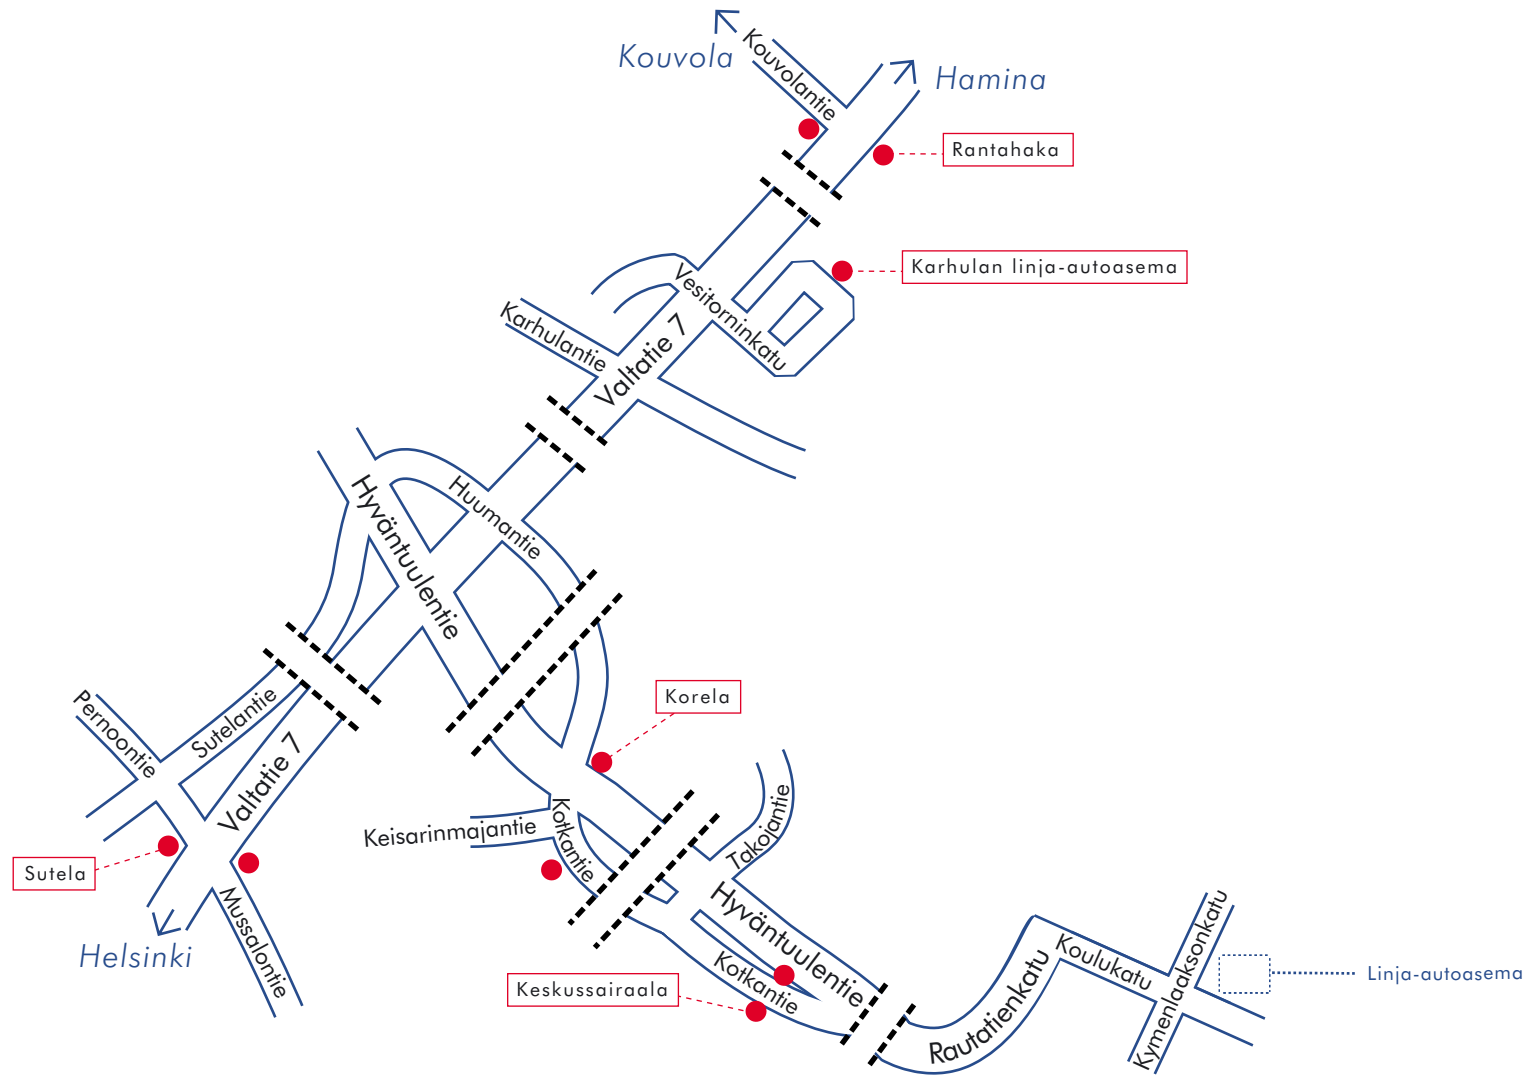 Kouvola
Kouvolantie
Hamina
Rantahaka
Karhulan linja-autoasema
Vesitorninkatu
Karhulantie
Valtatie 7
Hyväntuulentie
Huumantie
Korela
Pernoontie
Sutelantie
Valtatie 7
Keisarinmajantie
Kotkantie
Takojantie
Sutela
Mussalontie
Helsinki
Hyväntuulentie
Kotkantie
Keskussairaala
Rautatienkatu
Koulukatu
Kymenlaaksonkatu
Linja-autoasema